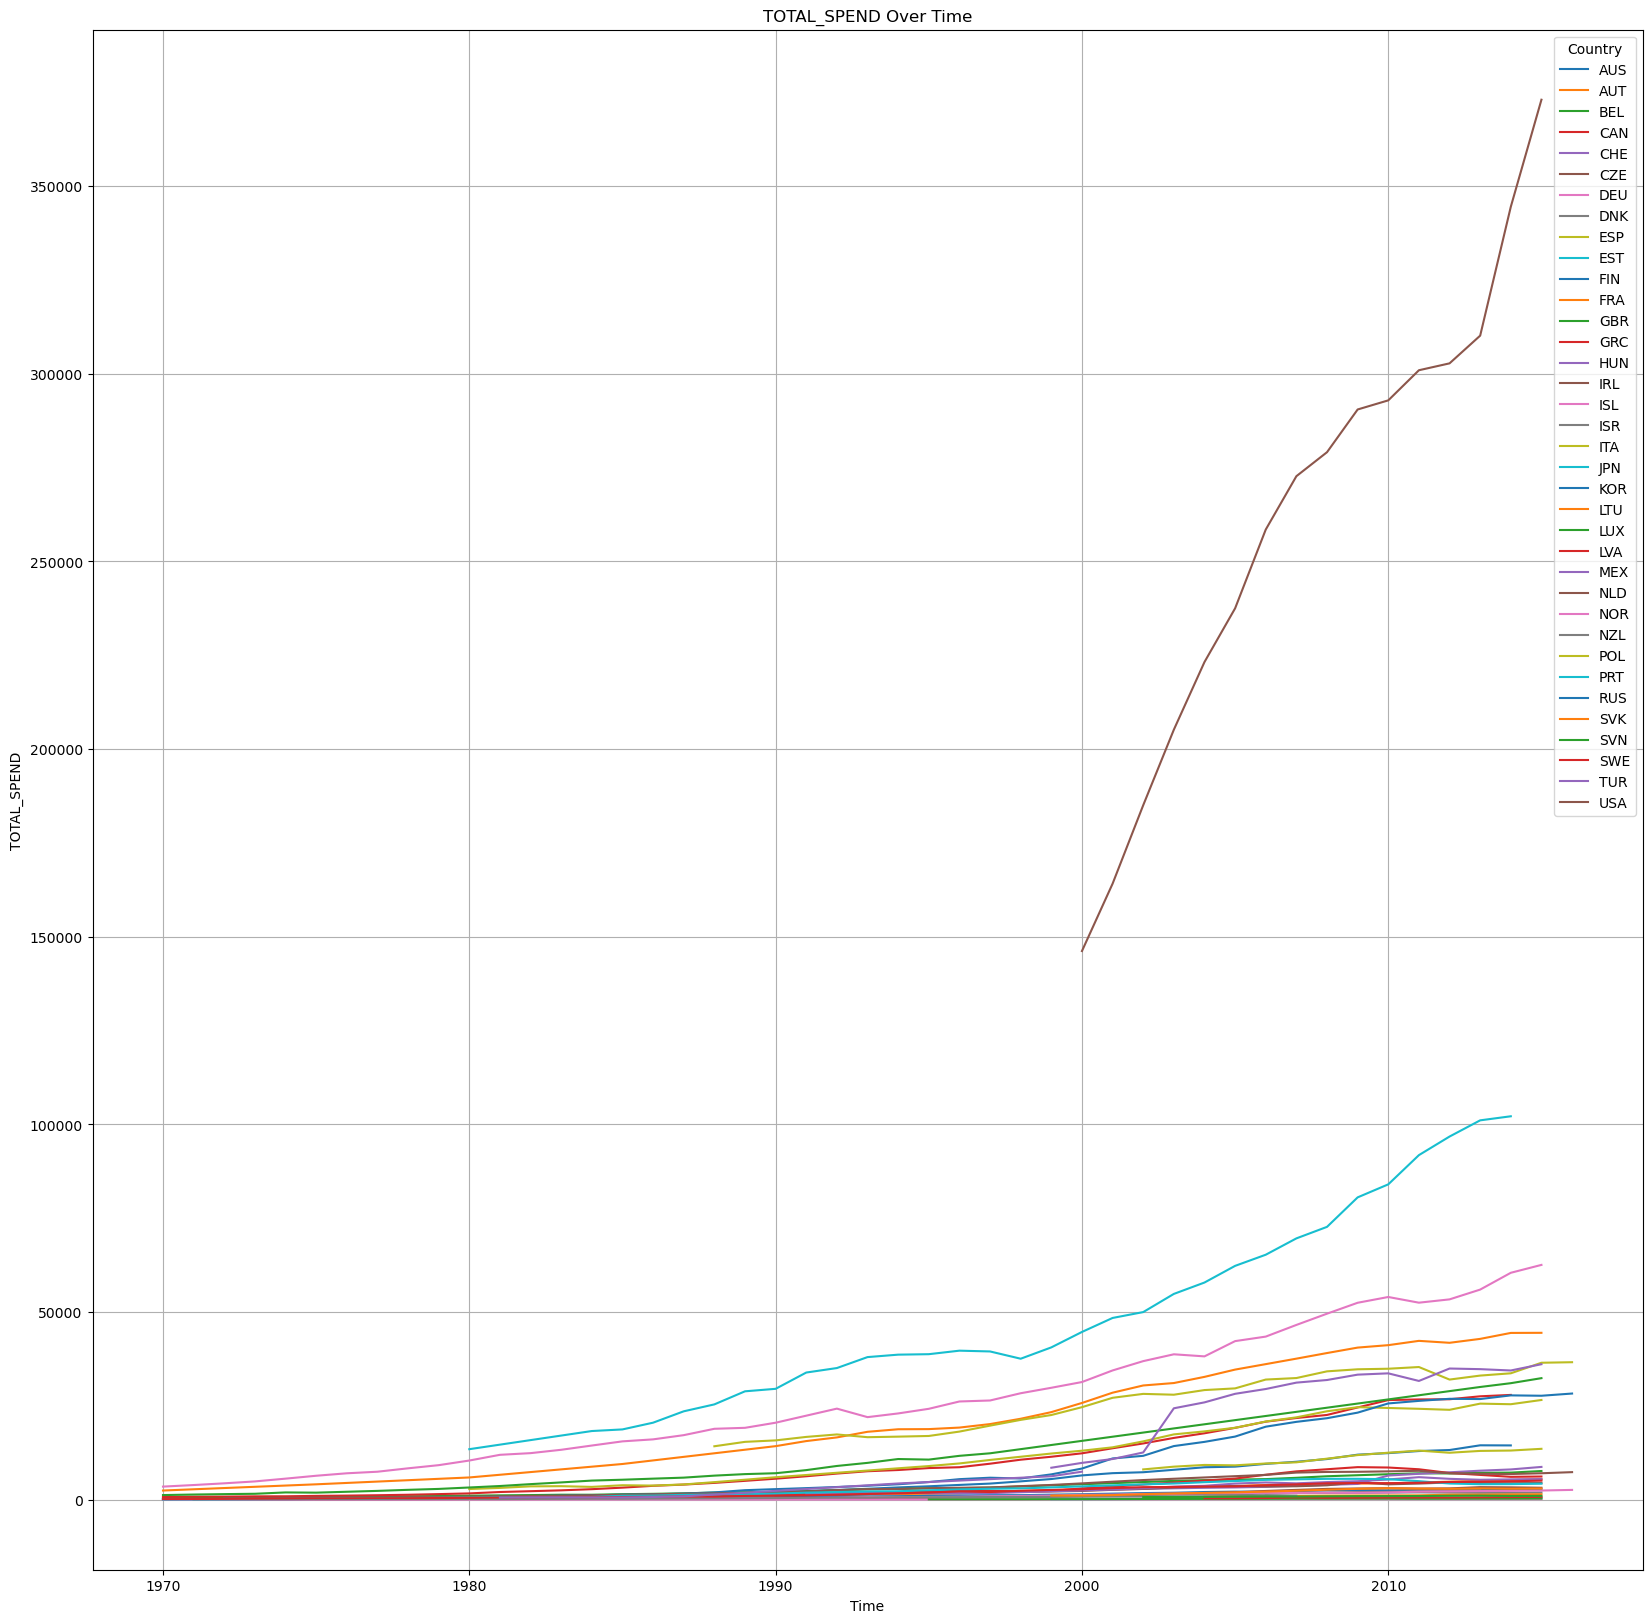 TOTAL_SPEND Over Time
Country
AUS
AUT
BEL
CAN
CHE
CZE
DEU
DNK
ESP
EST
FIN
FRA
GBR
GRC
HUN
IRL
ISL
ISR
ITA
JPN
KOR
LTU
LUX
LVA
MEX
NLD
NOR
NZL
POL
PRT
RUS
SVK
SVN
SWE
TUR
USA
TOTAL_SPEND
350000
300000
250000
200000
150000
100000
50000
0
1970
1980
1990
2000
2010
Time